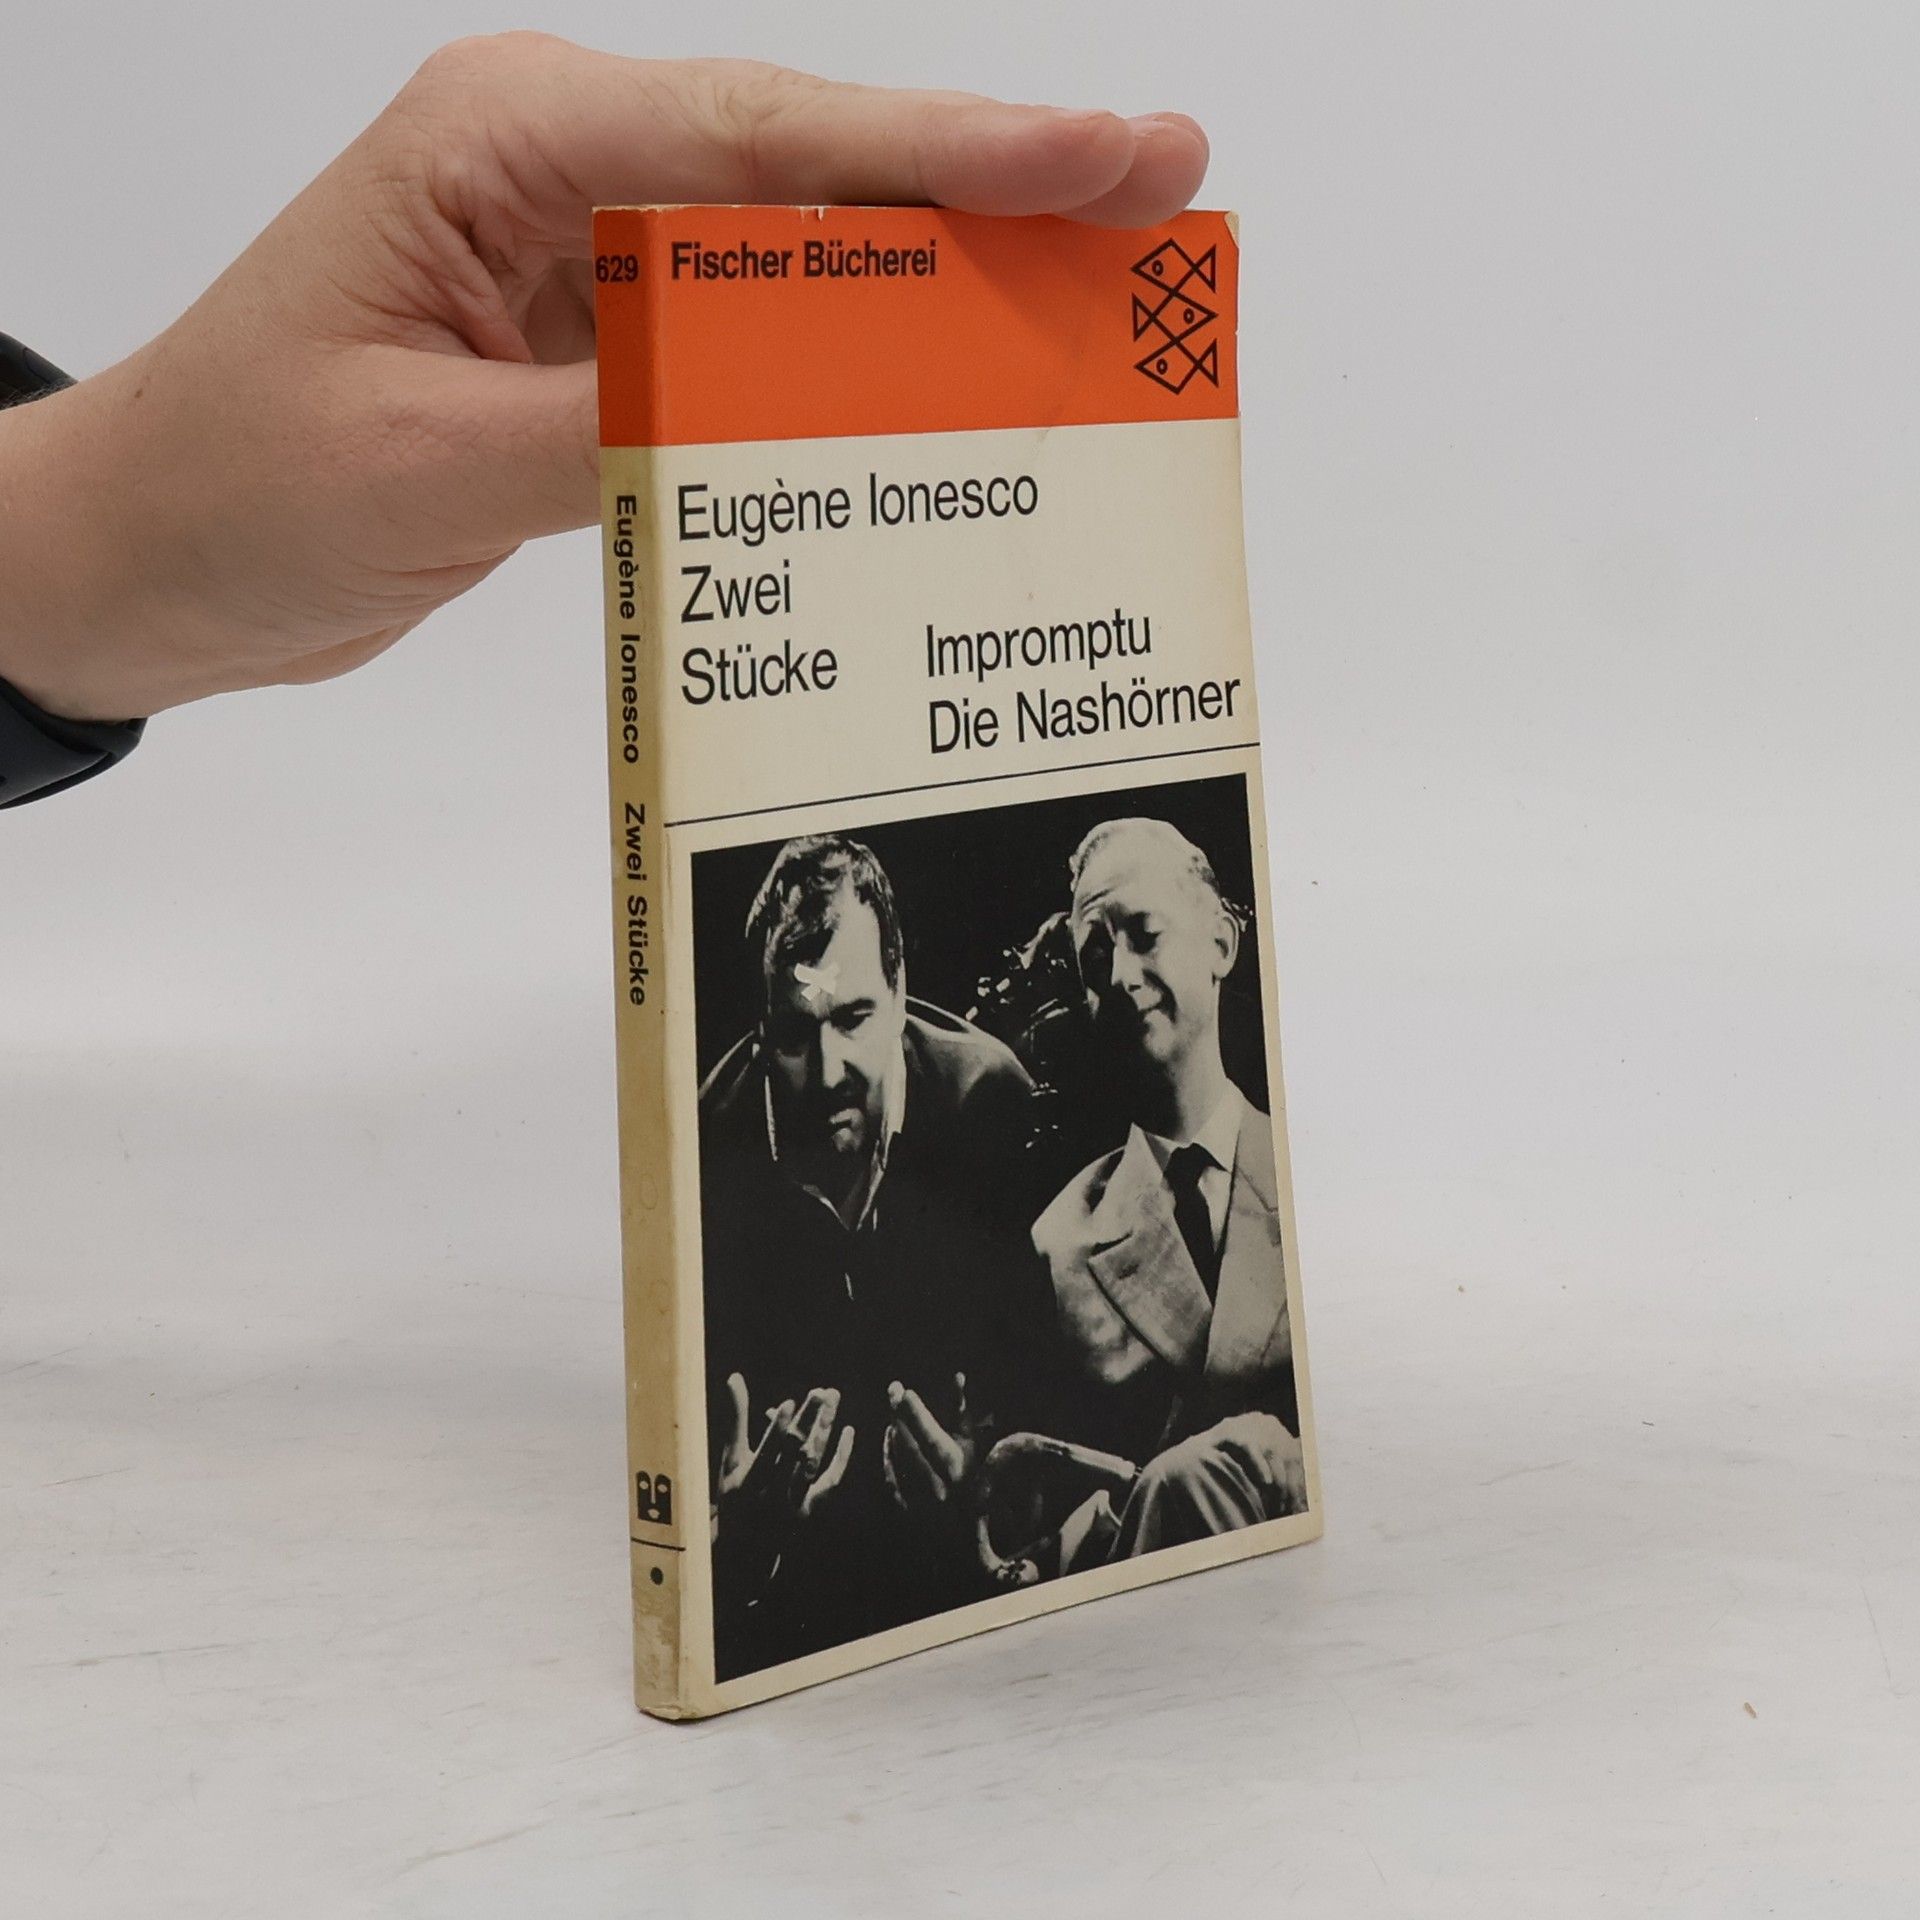 629
Fischer Bücherei
Eugène Ionesco
Zwei
Stücke
Impromptu
Die Nashörner
Eugène Ionesco Zwei Stücke